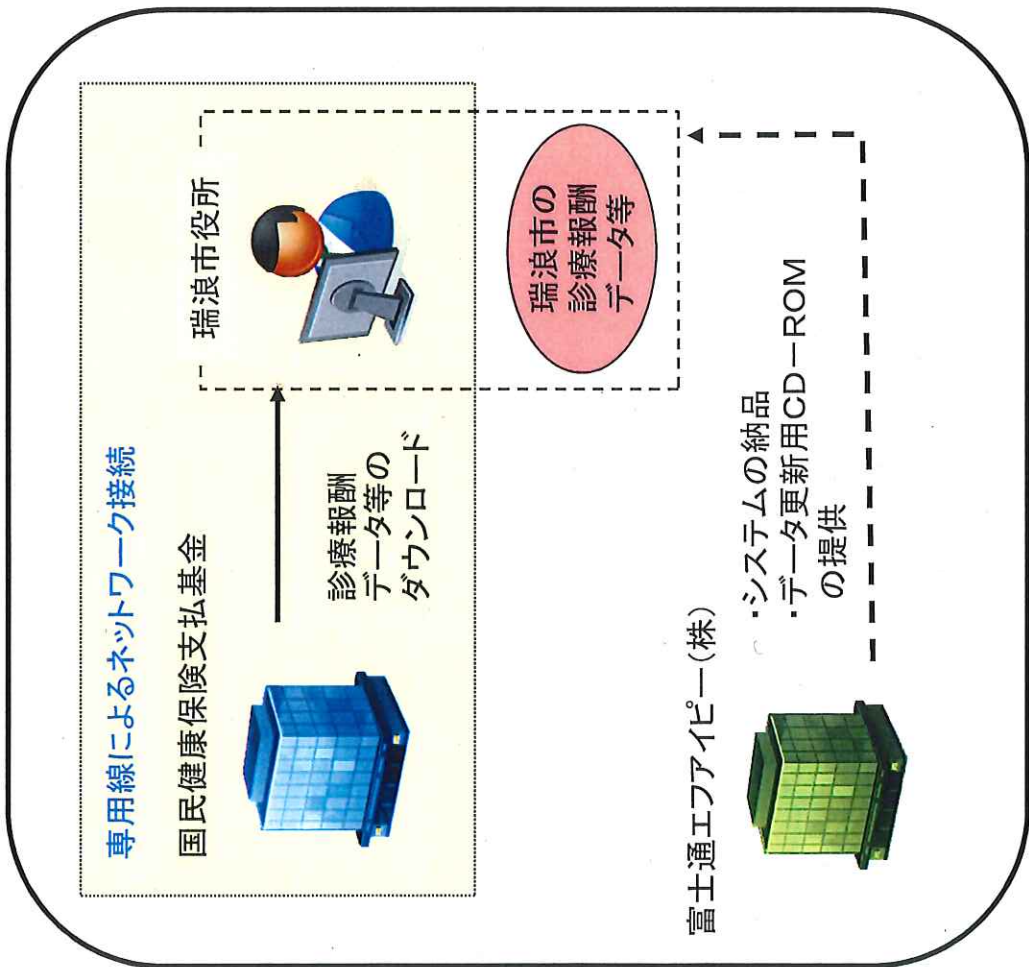 専用線によるネットワーク接続
国民健康保険支払基金
瑞浪市役所
診療報酬
データ等の
ダウンロード
瑞浪市の
診療報酬
データ等
富士通エフアイピー(株)
・システムの納品
・データ更新用CD－ROM
の提供